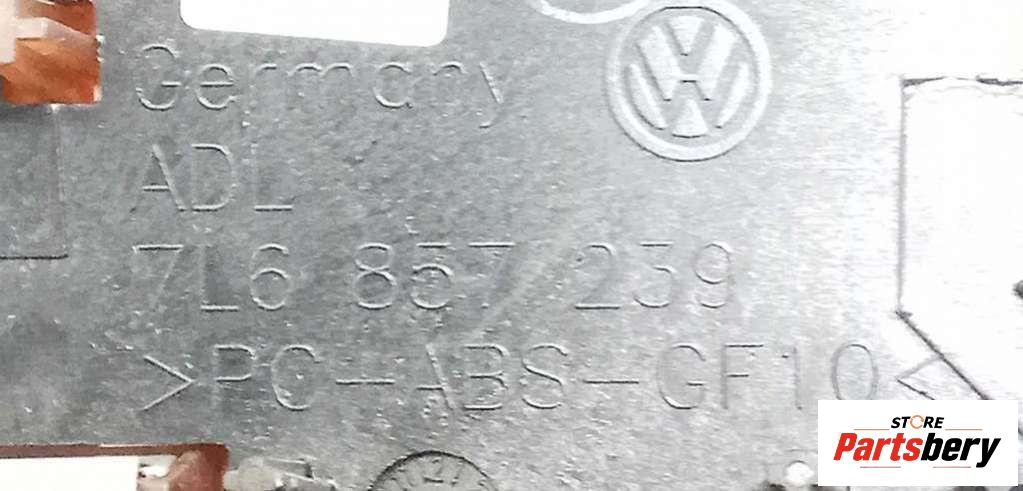 Germany
ADL
7L6 857 239
>PC-ABS-GF10<
STORE
Partsbery